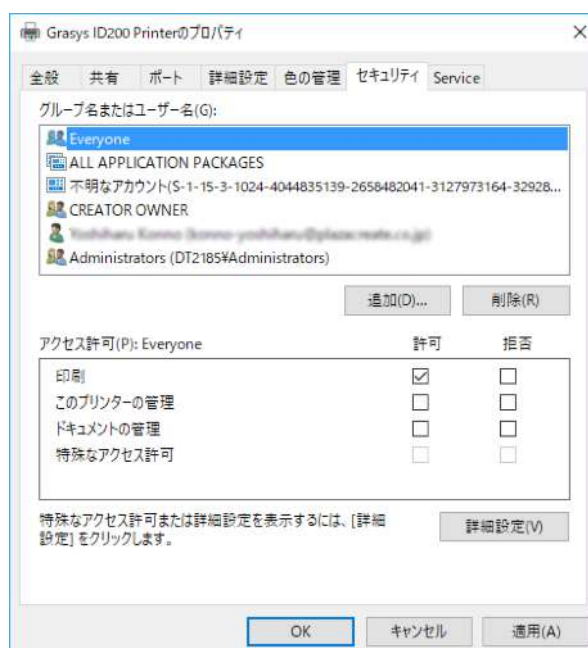 Grasys ID200 Printerのプロパティ
全般 共有 ポート 詳細設定 色の管理 セキュリティ Service
グループ名またはユーザー名(G):
Everyone
ALL APPLICATION PACKAGES
不明なアカウント(S-1-15-3-1024-4044835139-2658482041-3127973164-32928...
CREATOR OWNER
Administrators (DT2185¥Administrators)
追加(D)... 削除(R)
アクセス許可(P): Everyone 許可 拒否
印刷
このプリンターの管理
ドキュメントの管理
特殊なアクセス許可
特殊なアクセス許可または詳細設定を表示するには、[詳細
設定] をクリックします。
詳細設定(V)
OK キャンセル 適用(A)